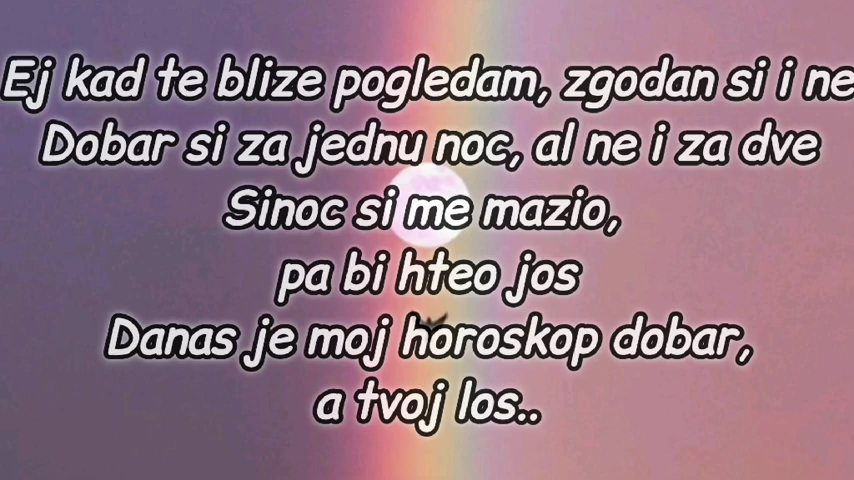 Ej kad te blize pogledam, zgodan si i ne
Dobar si za jednu noc, al ne i za dve
Sinoc si me mazio,
pa bi hteo jos
Danas je moj horoskop dobar,
a tvoj los..